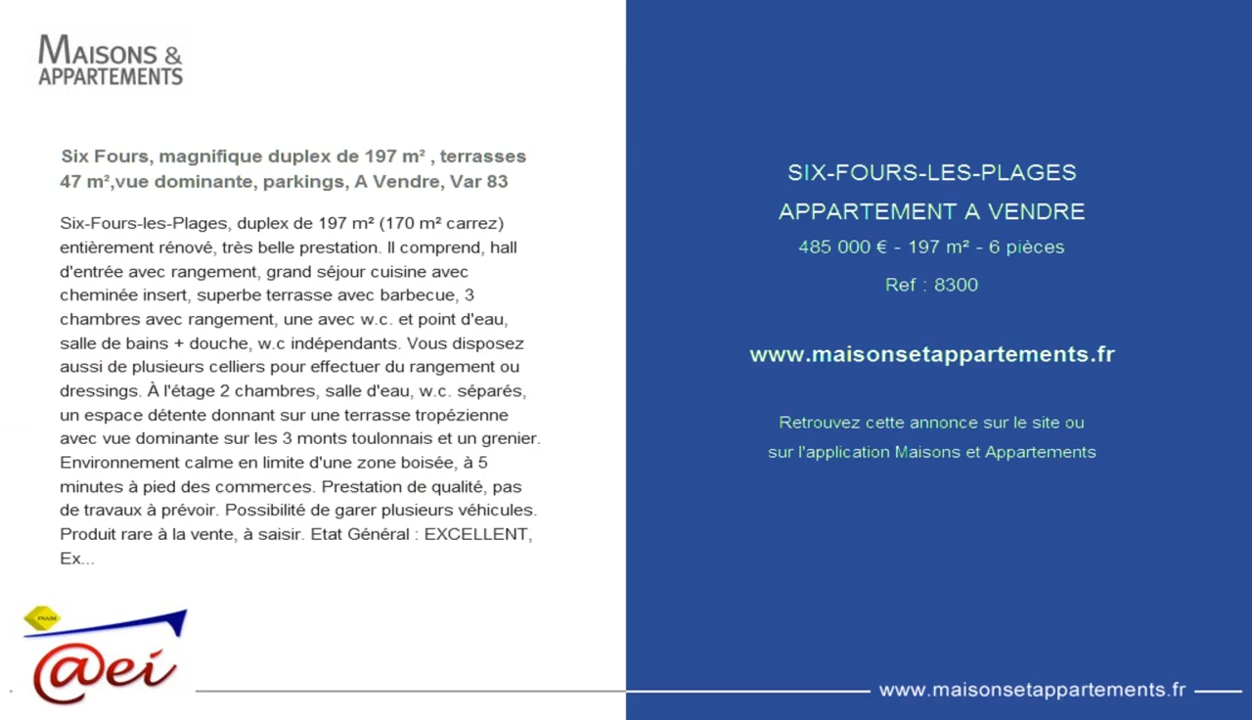 MAISONS &
APPARTEMENTS
Six Fours, magnifique duplex de 197 m² , terrasses
47 m²,vue dominante, parkings, A Vendre, Var 83
Six-Fours-les-Plages, duplex de 197 m² (170 m² carrez)
entièrement rénové, très belle prestation. Il comprend, hall
d'entrée avec rangement, grand séjour cuisine avec
cheminée insert, superbe terrasse avec barbecue, 3
chambres avec rangement, une avec w.c. et point d'eau,
salle de bains + douche, w.c indépendants. Vous disposez
aussi de plusieurs celliers pour effectuer du rangement ou
dressings. À l'étage 2 chambres, salle d'eau, w.c. séparés,
un espace détente donnant sur une terrasse tropézienne
avec vue dominante sur les 3 monts toulonnais et un grenier.
Environnement calme en limite d'une zone boisée, à 5
minutes à pied des commerces. Prestation de qualité, pas
de travaux à prévoir. Possibilité de garer plusieurs véhicules.
Produit rare à la vente, à saisir. Etat Général : EXCELLENT,
Ex...
FNAIM
@ei
SIX-FOURS-LES-PLAGES
APPARTEMENT A VENDRE
485 000 € - 197 m² - 6 pièces
Ref : 8300
www.maisonsetappartements.fr
Retrouvez cette annonce sur le site ou
sur l'application Maisons et Appartements
www.maisonsetappartements.fr